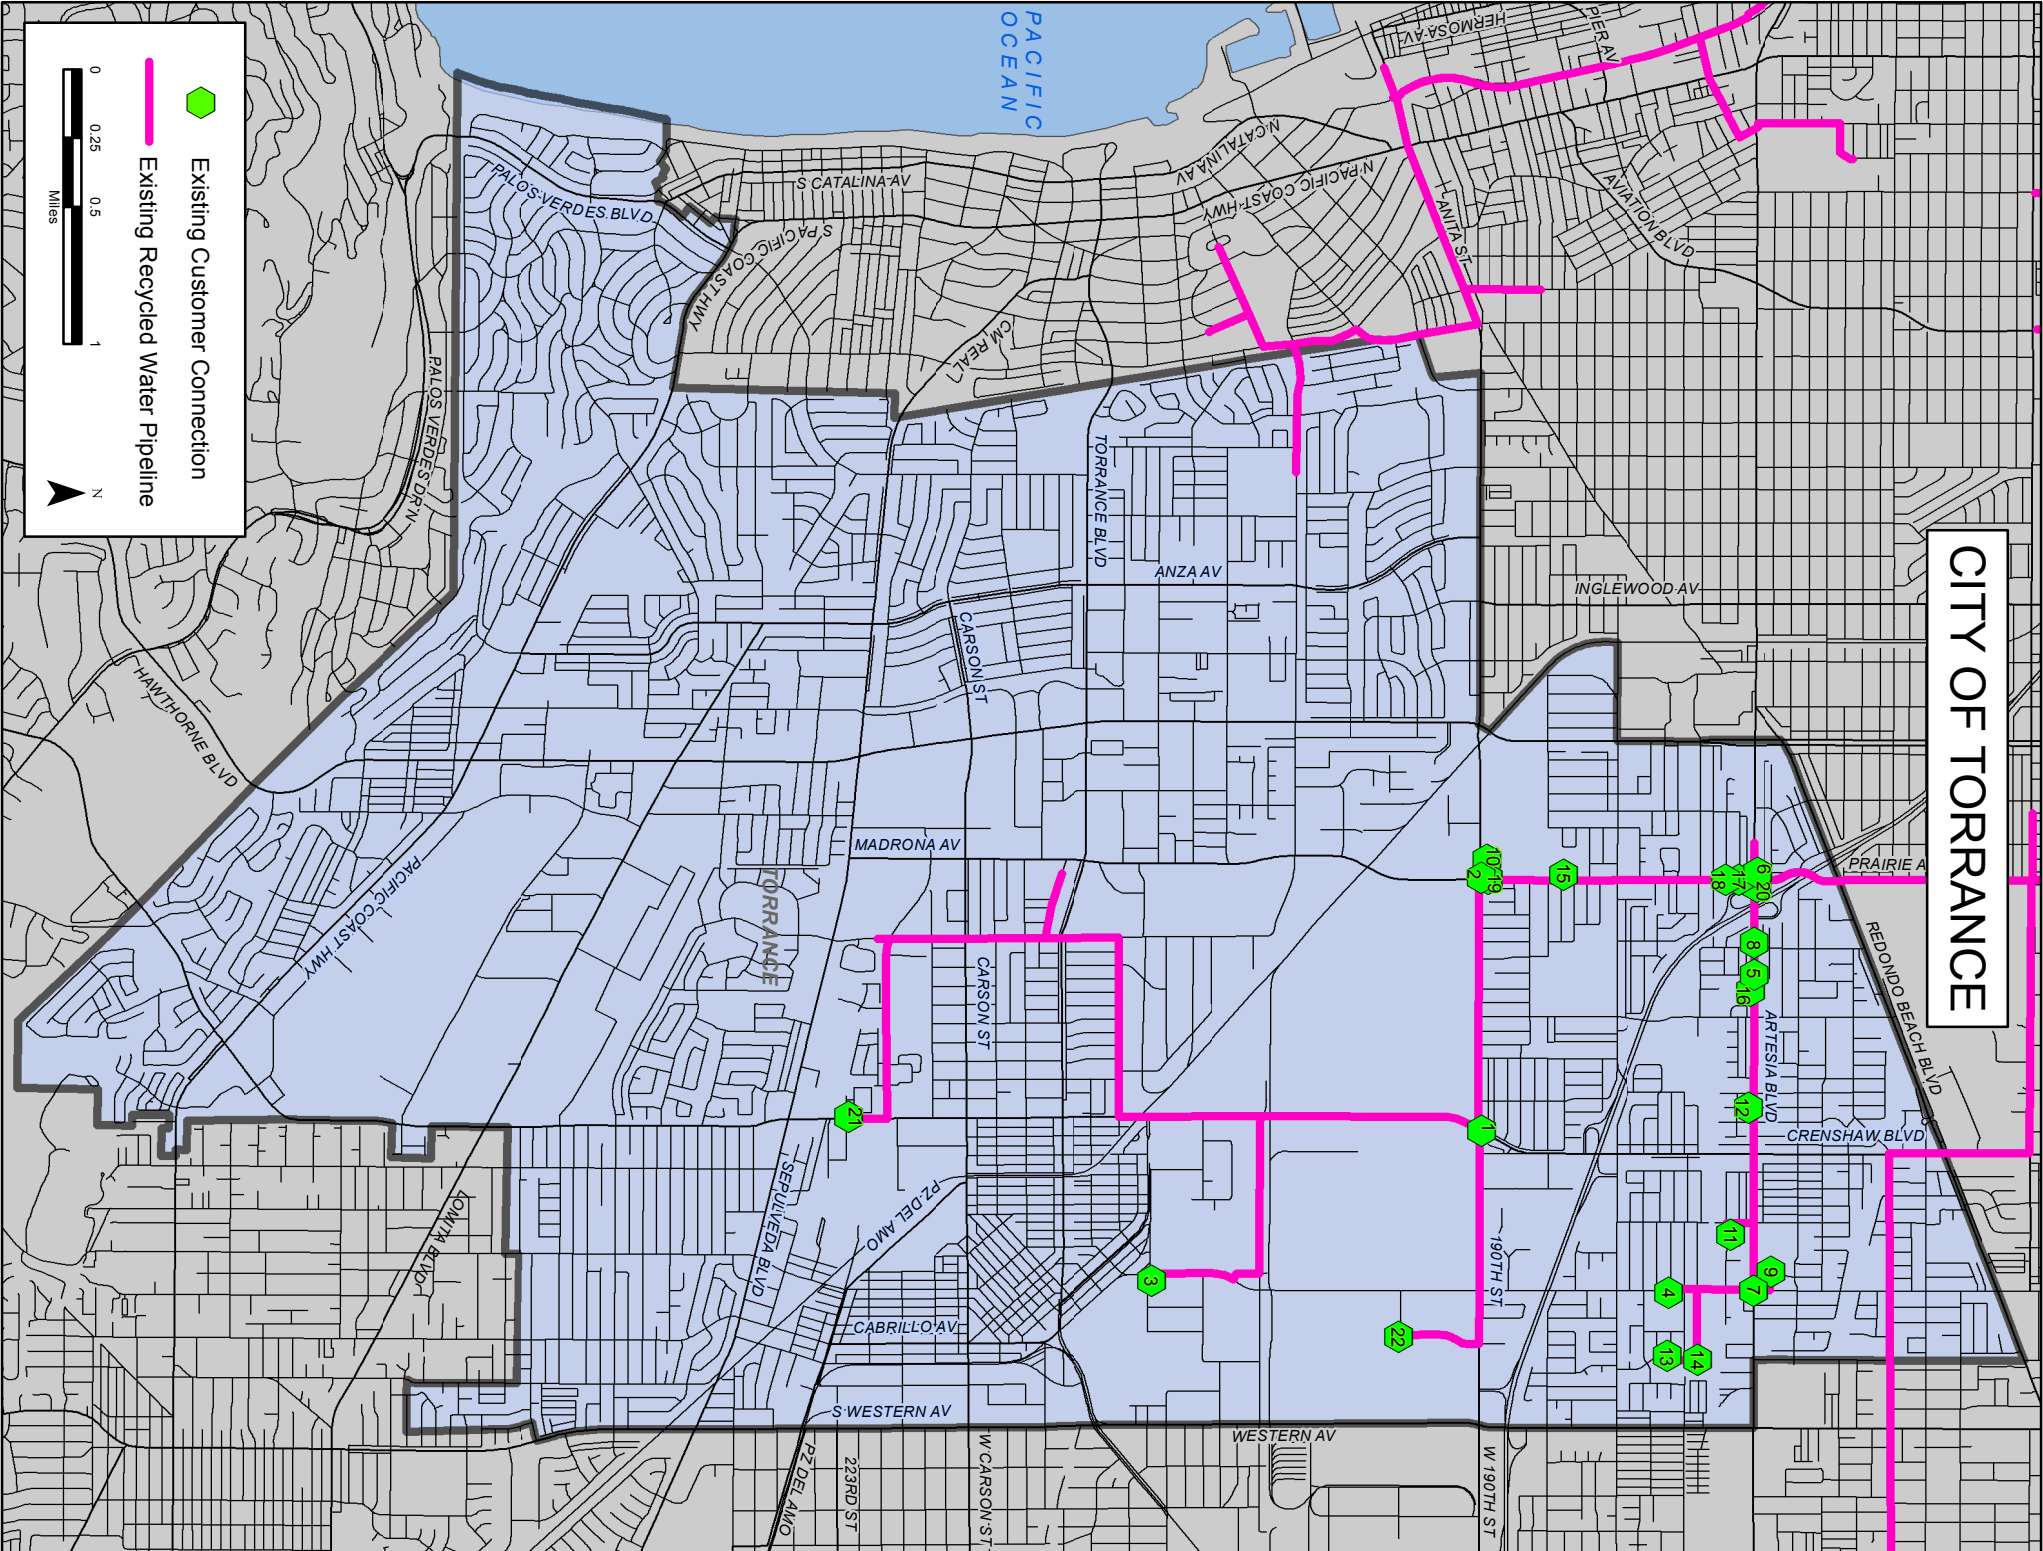 CITY OF TORRANCE
PACIFIC
OCEAN
HERMOSA AV
PIER AV
N CATALINA AV
N PACIFIC COAST HWY
ANITA ST
AVIATION BLVD
S CATALINA AV
PALOS VERDES BLVD
S PACIFIC COAST HWY
CM REAL
PALOS VERDES DR N
TORRANCE BLVD
ANZA AV
INGLEWOOD AV
CARSON ST
HAWTHORNE BLVD
MADRONA AV
PRAIRIE A
REDONDO BEACH BLVD
PACIFIC COAST HWY
TORRANCE
CARSON ST
ARTESIA BLVD
CRENSHAW BLVD
SEPULVEDA BLVD
PZ DEL AMO
LOMITA BLVD
190TH ST
CABRILLO AV
S WESTERN AV
WESTERN AV
PZ DEL AMO
223RD ST
W CARSON ST
W 190TH ST
10
19
2
15
18
17
6
20
8
5
16
12
1
21
11
9
7
4
3
22
13
14
Existing Customer Connection
Existing Recycled Water Pipeline
0 0.25 0.5 1
Miles
N